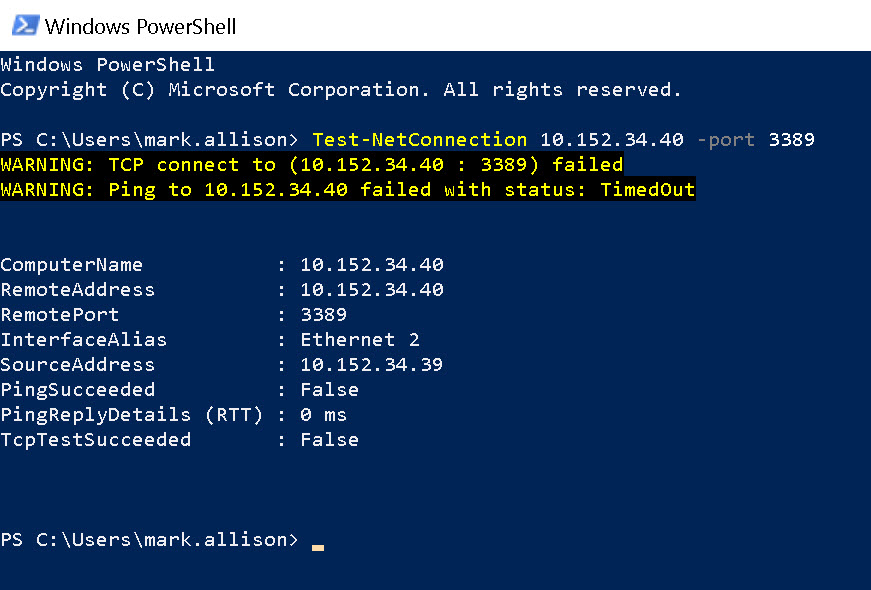 Windows PowerShell
Windows PowerShell
Copyright (C) Microsoft Corporation. All rights reserved.
PS C:\Users\mark.allison> Test-NetConnection 10.152.34.40 -port 3389
WARNING: TCP connect to (10.152.34.40 : 3389) failed
WARNING: Ping to 10.152.34.40 failed with status: TimedOut
ComputerName           : 10.152.34.40
RemoteAddress          : 10.152.34.40
RemotePort             : 3389
InterfaceAlias         : Ethernet 2
SourceAddress          : 10.152.34.39
PingSucceeded          : False
PingReplyDetails (RTT) : 0 ms
TcpTestSucceeded       : False
PS C:\Users\mark.allison>